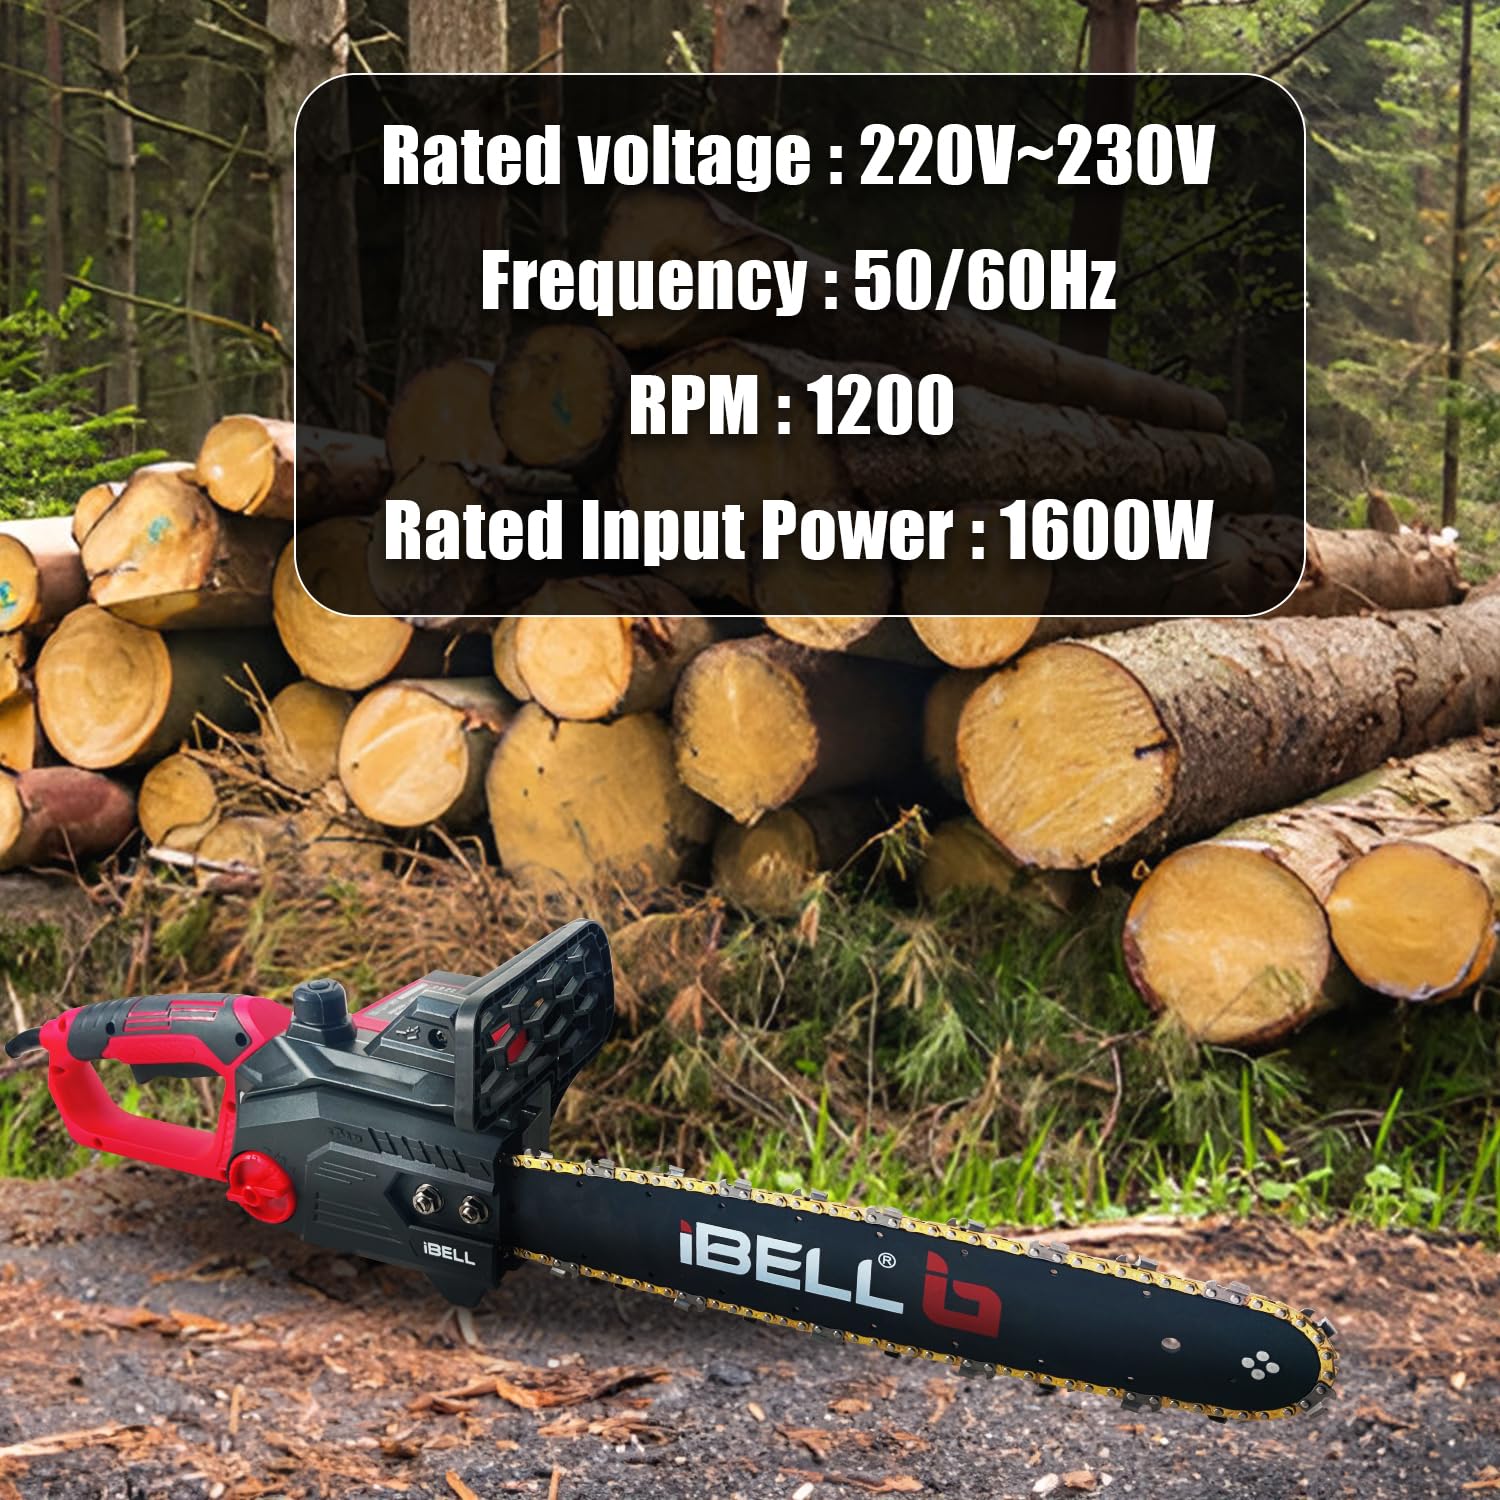 Rated voltage : 220V~230V
Frequency : 50/60Hz
RPM : 1200
Rated Input Power : 1600W
iBELL
iBELL® b